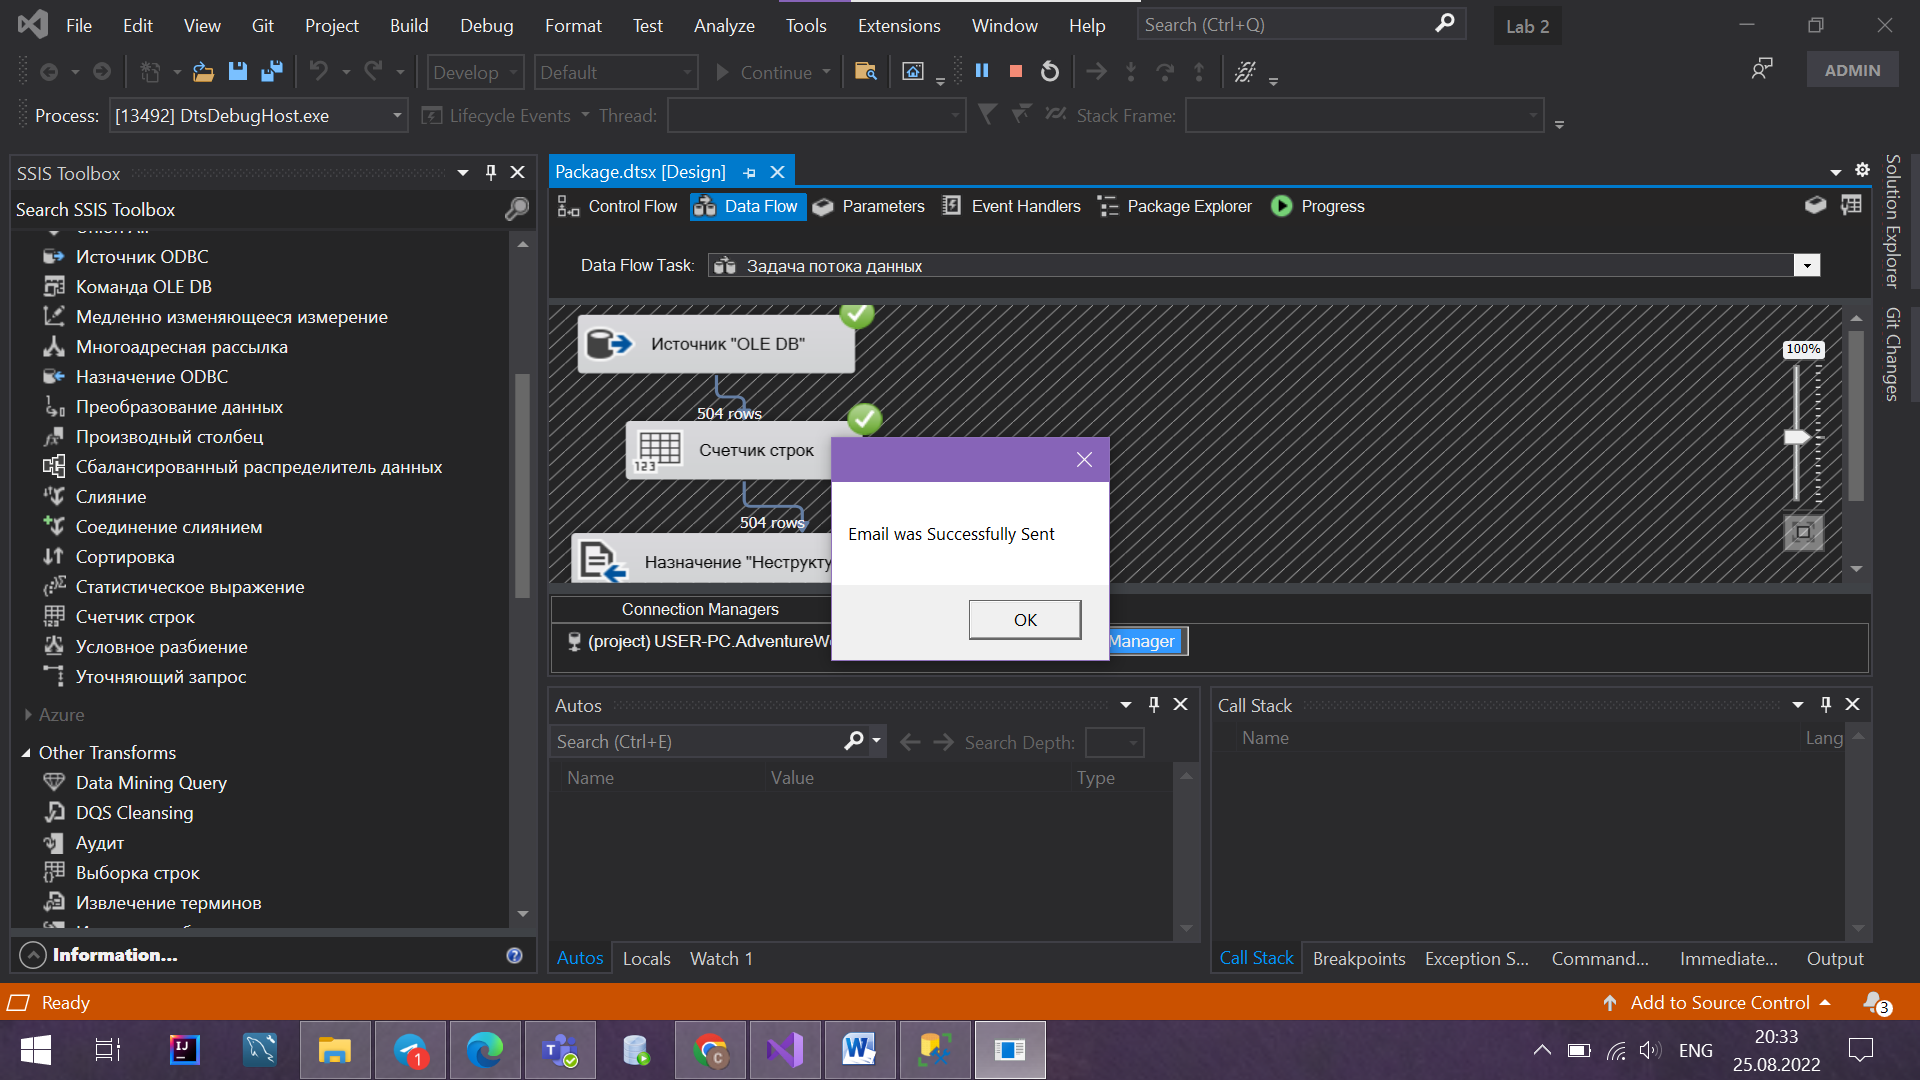 File Edit View Git Project Build Debug Format Test Analyze Tools Extensions Window Help Search (Ctrl+Q) Lab 2
Develop Default Continue ADMIN
Process: [13492] DtsDebugHost.exe Lifecycle Events Thread: Stack Frame:
SSIS Toolbox
Search SSIS Toolbox
Источник ODBC
Команда OLE DB
Медленно изменяющееся измерение
Многоадресная рассылка
Назначение ODBC
Преобразование данных
Производный столбец
Сбалансированный распределитель данных
Слияние
Соединение слиянием
Сортировка
Статистическое выражение
Счетчик строк
Условное разбиение
Уточняющий запрос
Azure
Other Transforms
Data Mining Query
DQS Cleansing
Аудит
Выборка строк
Извлечение терминов
Information...
Package.dtsx [Design]
Control Flow Data Flow Parameters Event Handlers Package Explorer Progress
Data Flow Task: Задача потока данных
Источник "OLE DB"
504 rows
123 Счетчик строк
504 rows
Назначение "Неструкту
100%
Email was Successfully Sent
OK
Connection Managers
(project) USER-PC.AdventureW Manager
Solution Explorer
Git Changes
Autos
Search (Ctrl+E) Search Depth:
Name Value Type
Autos Locals Watch 1
Call Stack
Name Lang
Call Stack Breakpoints Exception S... Command... Immediate... Output
Ready Add to Source Control 3
IJ 1 C W ENG
20:33
25.08.2022